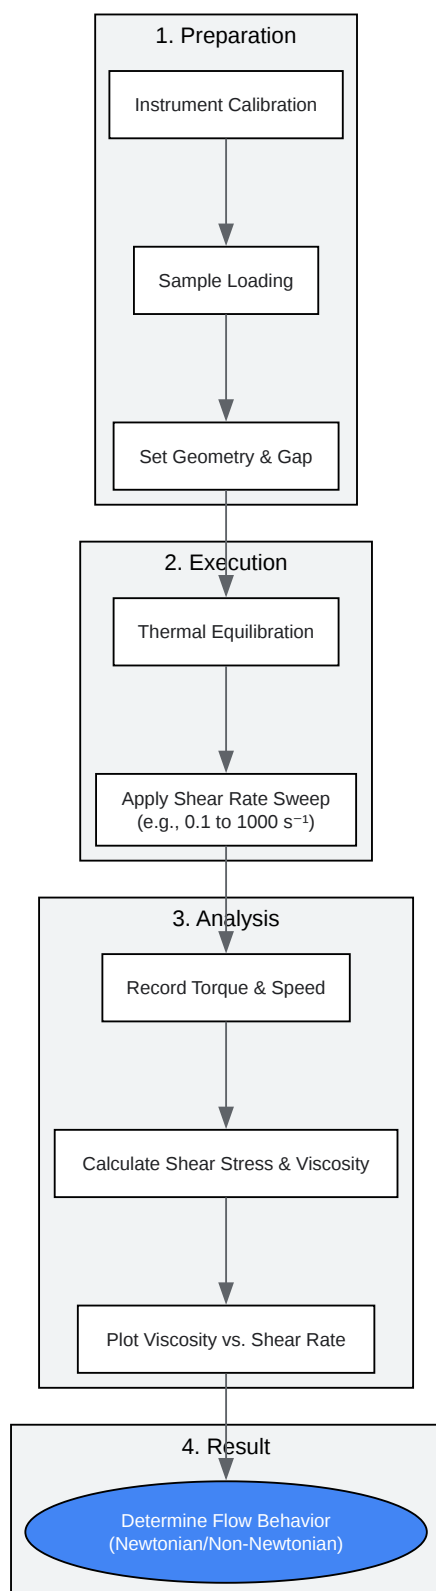 1. Preparation
Instrument Calibration
Sample Loading
Set Geometry & Gap
2. Execution
Thermal Equilibration
Apply Shear Rate Sweep
(e.g., 0.1 to 1000 s⁻¹)
3. Analysis
Record Torque & Speed
Calculate Shear Stress & Viscosity
Plot Viscosity vs. Shear Rate
4. Result
Determine Flow Behavior
(Newtonian/Non-Newtonian)